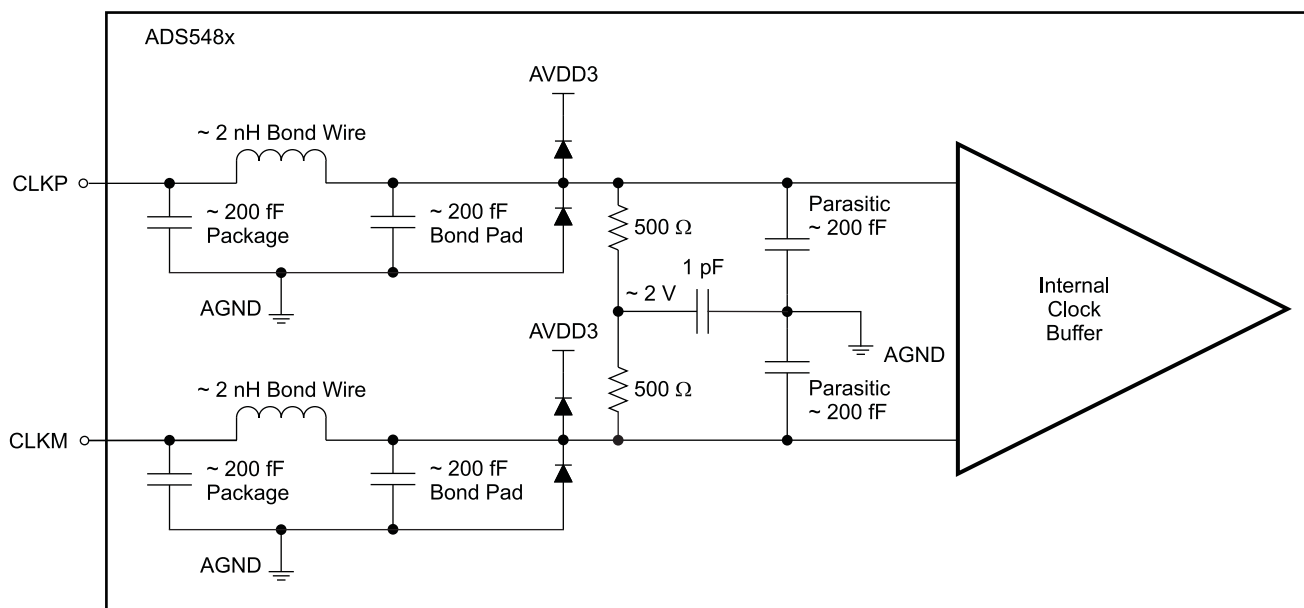 ADS548x
AVDD3
~ 2 nH Bond Wire
CLKP
~ 200 fF
Package
~ 200 fF
Bond Pad
500 Ω
Parasitic
~ 200 fF
1 pF
~ 2 V
AGND
Internal
Clock
Buffer
AVDD3
AGND
~ 2 nH Bond Wire
500 Ω
Parasitic
~ 200 fF
CLKM
~ 200 fF
Package
~ 200 fF
Bond Pad
AGND